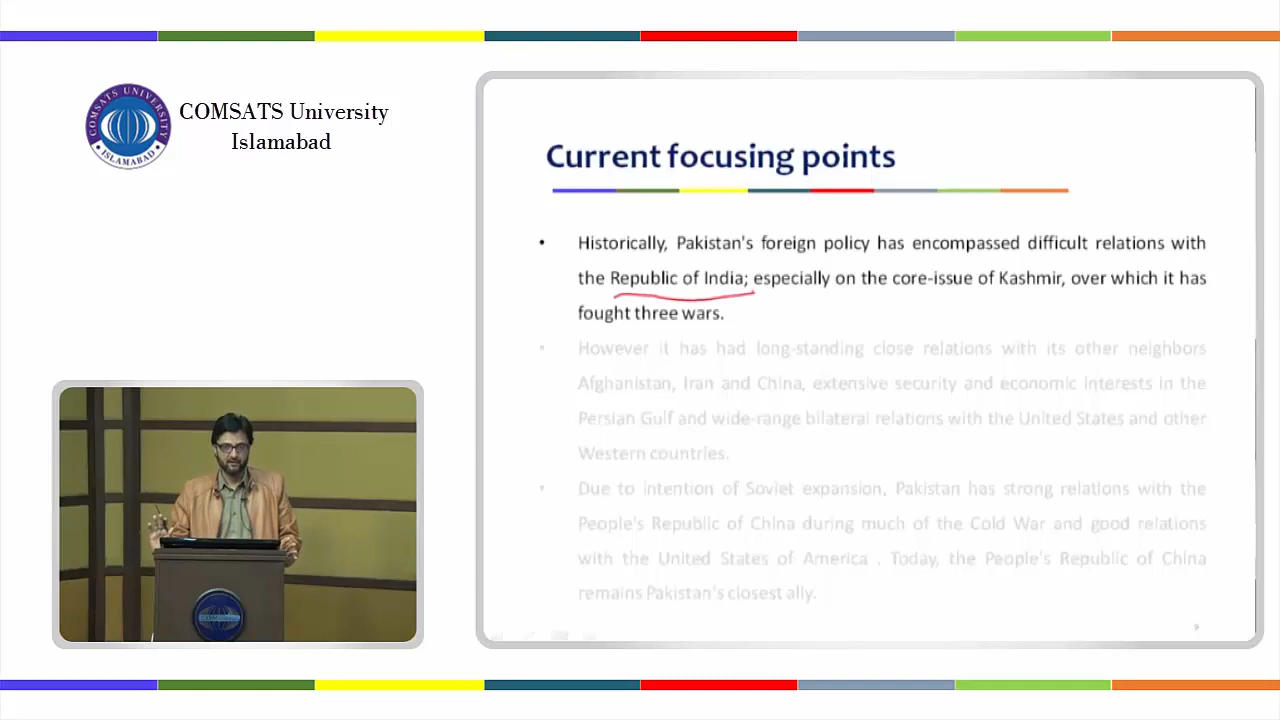 COMSATS UNIVERSITY
ISLAMABAD
COMSATS University
Islamabad
Current focusing points
• Historically, Pakistan's foreign policy has encompassed difficult relations with
the Republic of India; especially on the core-issue of Kashmir, over which it has
fought three wars.
• However it has had long-standing close relations with its other neighbors
Afghanistan, Iran and China, extensive security and economic interests in the
Persian Gulf and wide-range bilateral relations with the United States and other
Western countries.
• Due to intention of Soviet expansion, Pakistan has strong relations with the
People's Republic of China during much of the Cold War and good relations
with the United States of America . Today, the People's Republic of China
remains Pakistan's closest ally.
9